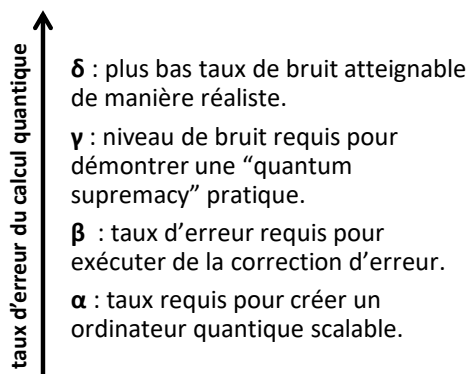 taux d'erreur du calcul quantique
δ : plus bas taux de bruit atteignable
de manière réaliste.
γ : niveau de bruit requis pour
démontrer une “quantum
supremacy” pratique.
β : taux d’erreur requis pour
exécuter de la correction d’erreur.
α : taux requis pour créer un
ordinateur quantique scalable.